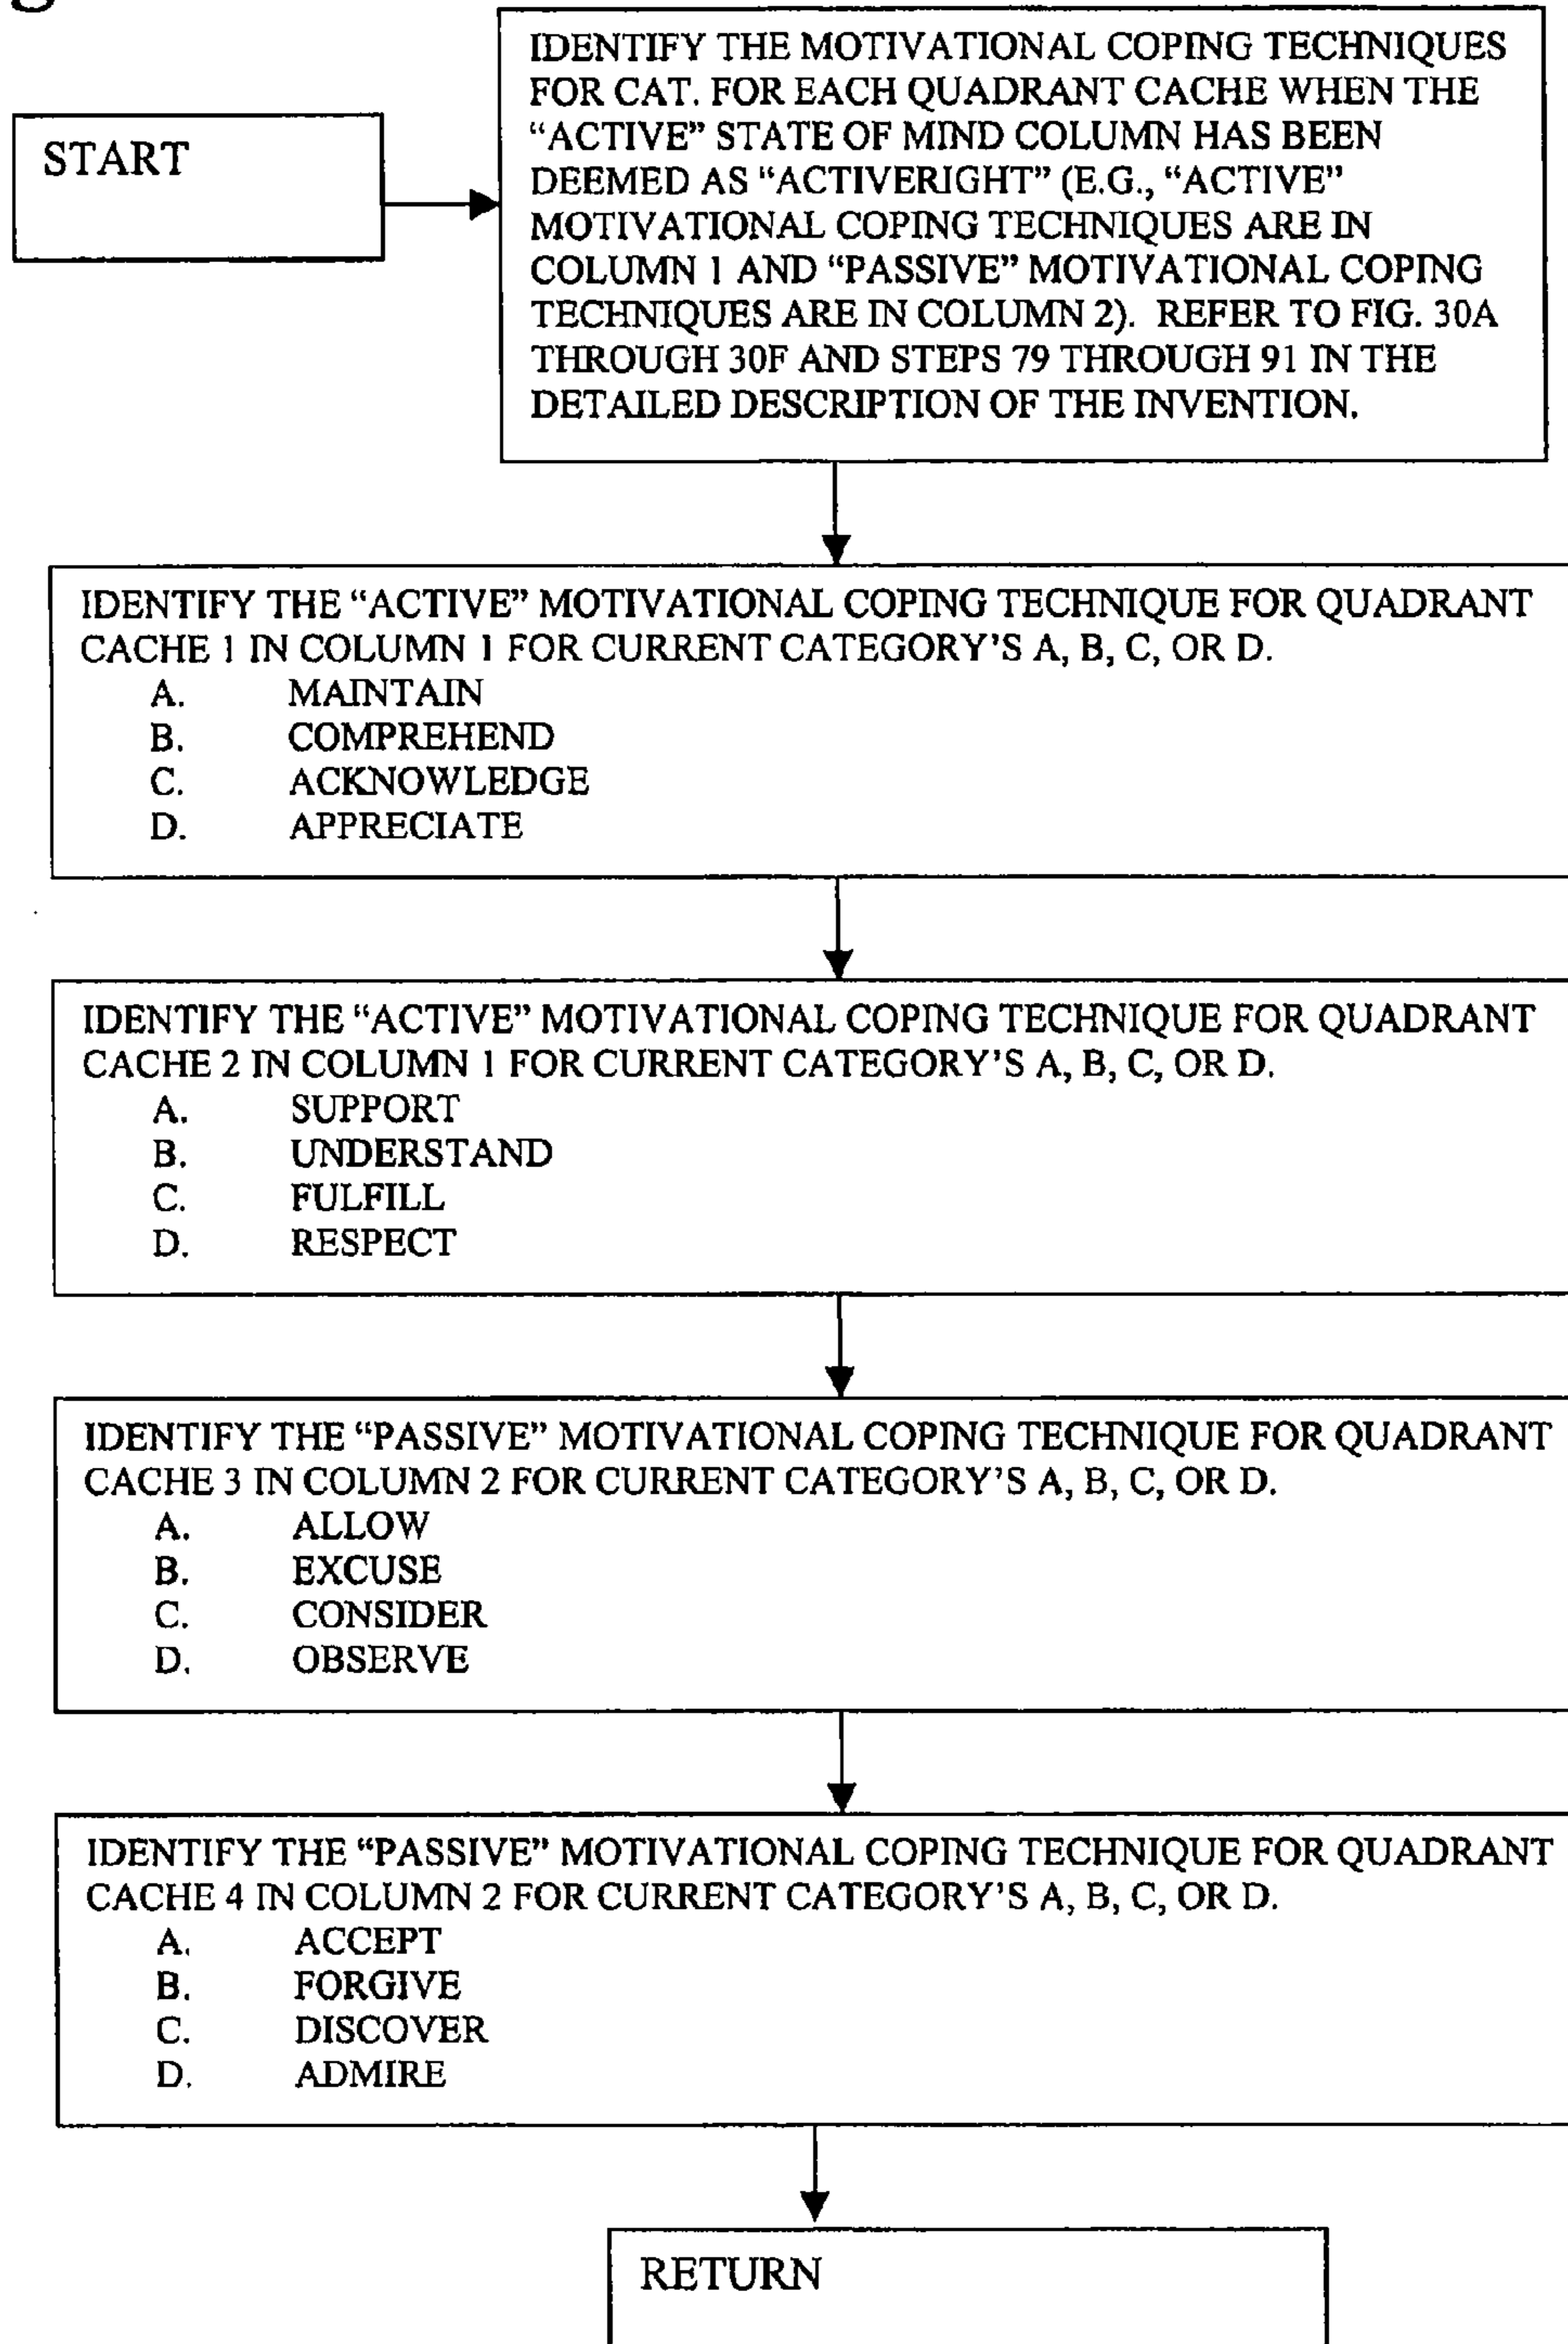 START
IDENTIFY THE MOTIVATIONAL COPING TECHNIQUES
FOR CAT. FOR EACH QUADRANT CACHE WHEN THE
“ACTIVE” STATE OF MIND COLUMN HAS BEEN
DEEMED AS “ACTIVERIGHT” (E.G., “ACTIVE”
MOTIVATIONAL COPING TECHNIQUES ARE IN
COLUMN 1 AND “PASSIVE” MOTIVATIONAL COPING
TECHNIQUES ARE IN COLUMN 2). REFER TO FIG. 30A
THROUGH 30F AND STEPS 79 THROUGH 91 IN THE
DETAILED DESCRIPTION OF THE INVENTION.
IDENTIFY THE “ACTIVE” MOTIVATIONAL COPING TECHNIQUE FOR QUADRANT
CACHE 1 IN COLUMN 1 FOR CURRENT CATEGORY’S A, B, C, OR D.
A. MAINTAIN
B. COMPREHEND
C. ACKNOWLEDGE
D. APPRECIATE
IDENTIFY THE “ACTIVE” MOTIVATIONAL COPING TECHNIQUE FOR QUADRANT
CACHE 2 IN COLUMN 1 FOR CURRENT CATEGORY’S A, B, C, OR D.
A. SUPPORT
B. UNDERSTAND
C. FULFILL
D. RESPECT
IDENTIFY THE “PASSIVE” MOTIVATIONAL COPING TECHNIQUE FOR QUADRANT
CACHE 3 IN COLUMN 2 FOR CURRENT CATEGORY’S A, B, C, OR D.
A. ALLOW
B. EXCUSE
C. CONSIDER
D. OBSERVE
IDENTIFY THE “PASSIVE” MOTIVATIONAL COPING TECHNIQUE FOR QUADRANT
CACHE 4 IN COLUMN 2 FOR CURRENT CATEGORY’S A, B, C, OR D.
A. ACCEPT
B. FORGIVE
C. DISCOVER
D. ADMIRE
RETURN